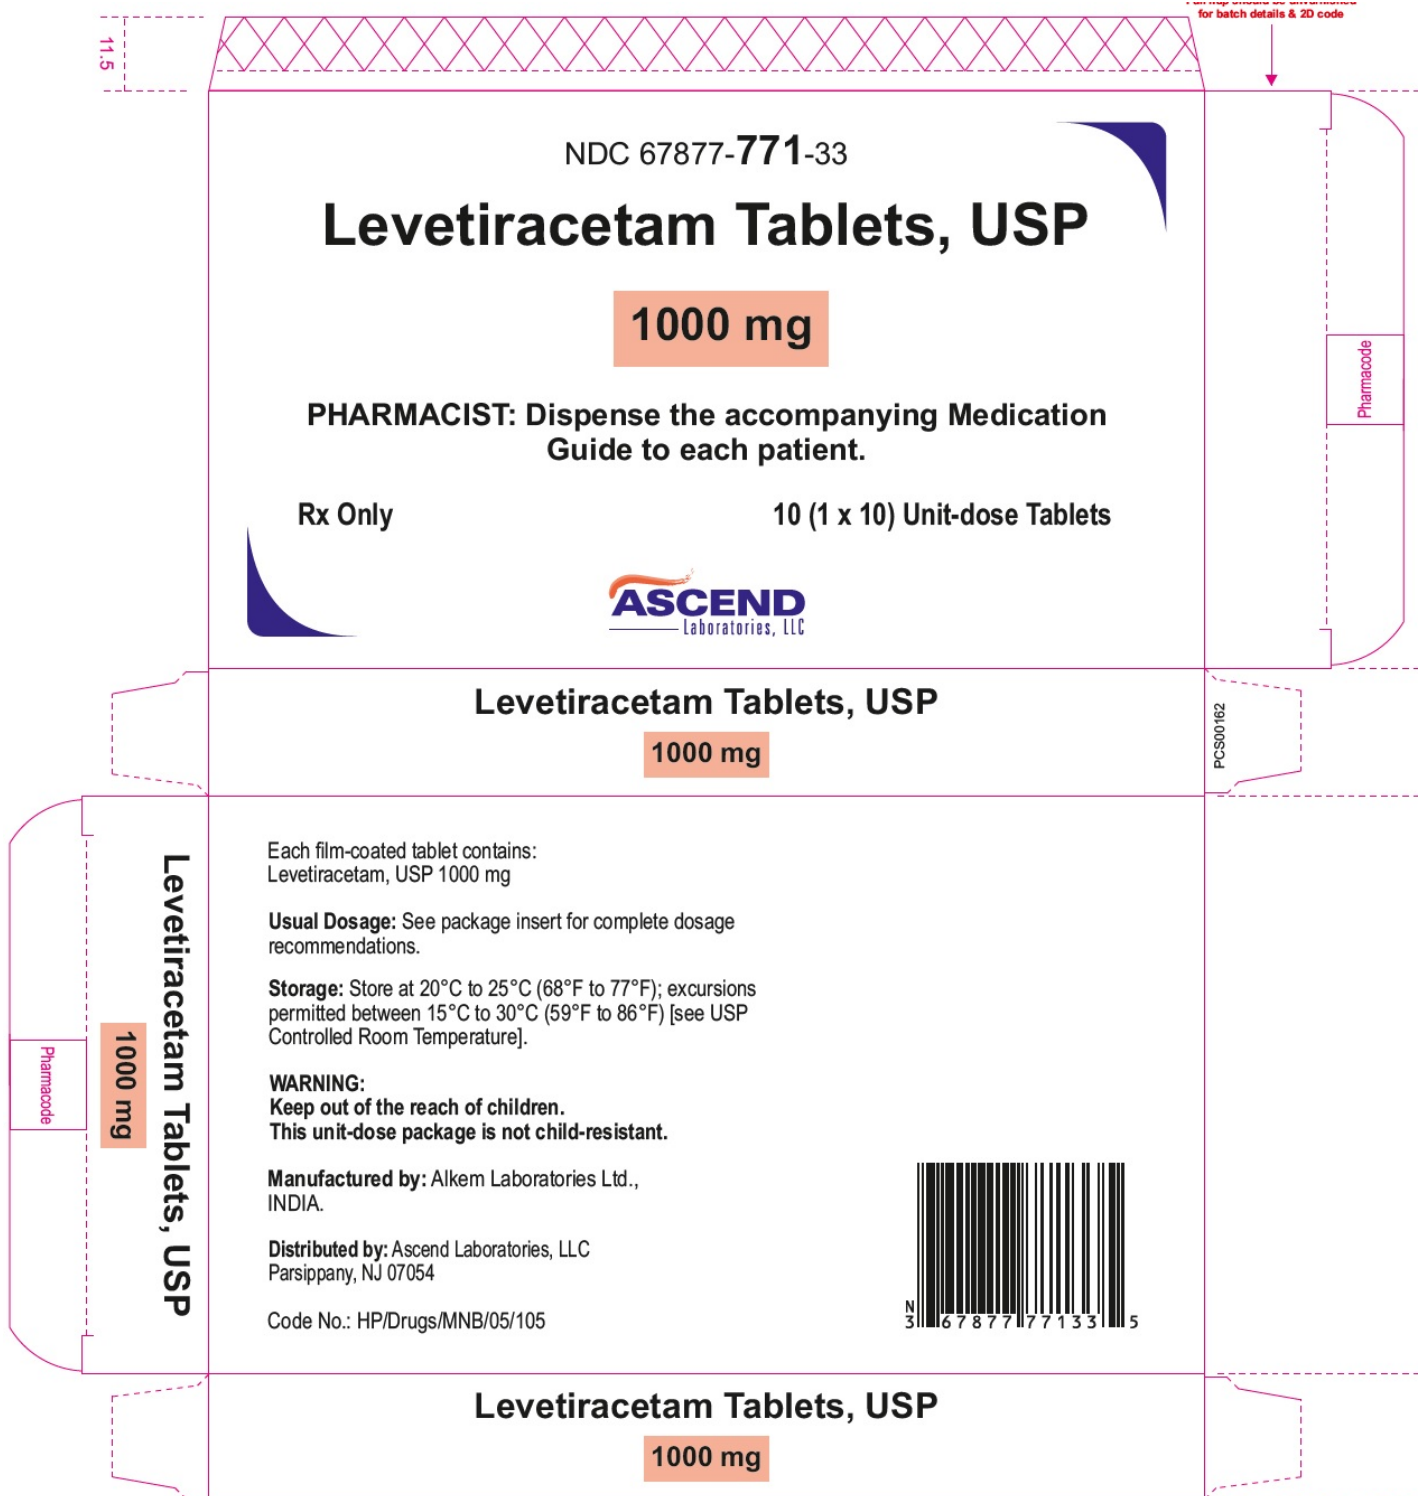 for batch details & 2D code
11.5
NDC 67877-771-33
Levetiracetam Tablets, USP
1000 mg
PHARMACIST: Dispense the accompanying Medication
Guide to each patient.
Rx Only
10 (1 x 10) Unit-dose Tablets
ASCEND
Laboratories, LLC
Pharmacode
Levetiracetam Tablets, USP
1000 mg
PCS00162
Pharmacode
Levetiracetam Tablets, USP
1000 mg
Each film-coated tablet contains:
Levetiracetam, USP 1000 mg
Usual Dosage: See package insert for complete dosage
recommendations.
Storage: Store at 20°C to 25°C (68°F to 77°F); excursions
permitted between 15°C to 30°C (59°F to 86°F) [see USP
Controlled Room Temperature].
WARNING:
Keep out of the reach of children.
This unit-dose package is not child-resistant.
Manufactured by: Alkem Laboratories Ltd.,
INDIA.
Distributed by: Ascend Laboratories, LLC
Parsippany, NJ 07054
Code No.: HP/Drugs/MNB/05/105
N
3 67877 77133 5
Levetiracetam Tablets, USP
1000 mg